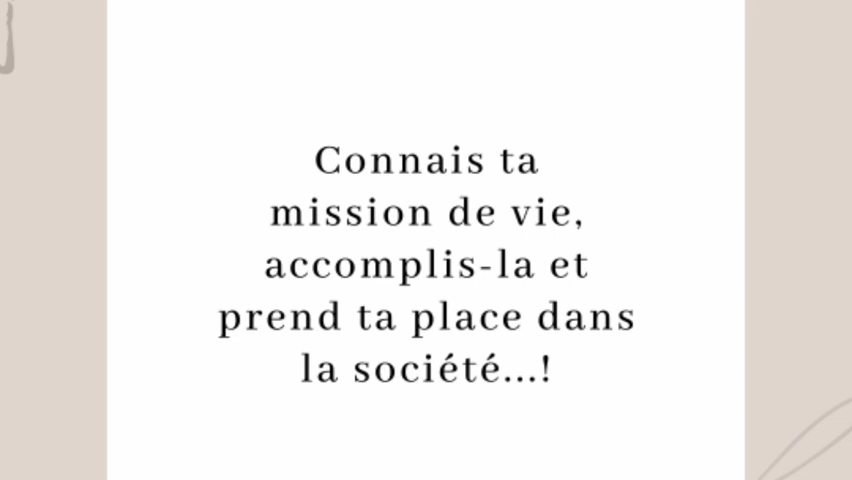 Connais ta
mission de vie,
accomplis-la et
prend ta place dans
la société...!